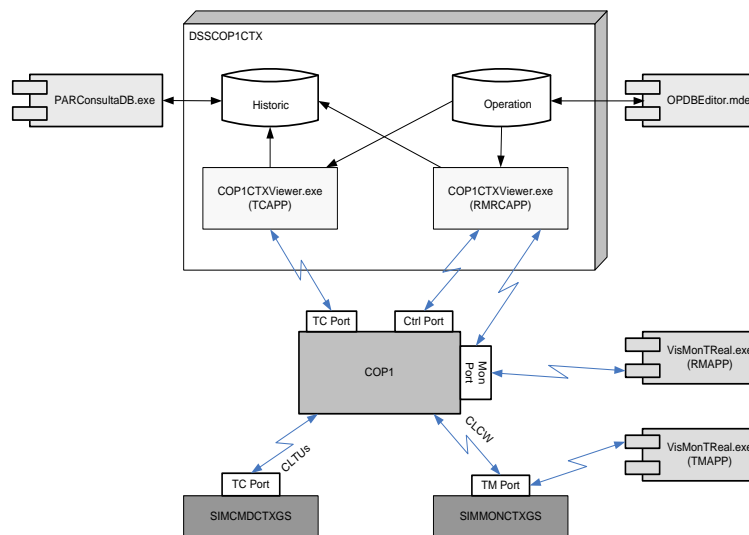 DSSCOP1CTX
PARConsultaDB.exe
Historic
Operation
OPDBEditor.mde
COP1CTXViewer.exe
(TCAPP)
COP1CTXViewer.exe
(RMRCAPP)
TC Port
Ctrl Port
COP1
Mon
Port
VisMonTReal.exe
(RMAPP)
CLTUs
CLCW
VisMonTReal.exe
(TMAPP)
TC Port
TM Port
SIMCMDCTXGS
SIMMONCTXGS